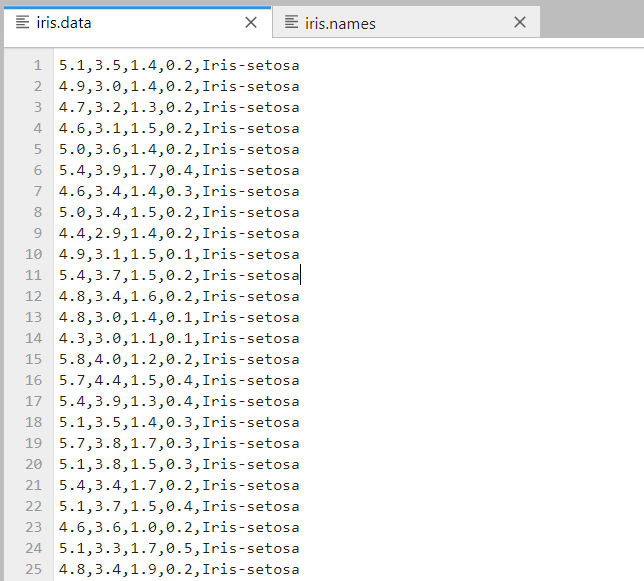 iris.data
iris.names
1 5.1,3.5,1.4,0.2,Iris-setosa
2 4.9,3.0,1.4,0.2,Iris-setosa
3 4.7,3.2,1.3,0.2,Iris-setosa
4 4.6,3.1,1.5,0.2,Iris-setosa
5 5.0,3.6,1.4,0.2,Iris-setosa
6 5.4,3.9,1.7,0.4,Iris-setosa
7 4.6,3.4,1.4,0.3,Iris-setosa
8 5.0,3.4,1.5,0.2,Iris-setosa
9 4.4,2.9,1.4,0.2,Iris-setosa
10 4.9,3.1,1.5,0.1,Iris-setosa
11 5.4,3.7,1.5,0.2,Iris-setosa
12 4.8,3.4,1.6,0.2,Iris-setosa
13 4.8,3.0,1.4,0.1,Iris-setosa
14 4.3,3.0,1.1,0.1,Iris-setosa
15 5.8,4.0,1.2,0.2,Iris-setosa
16 5.7,4.4,1.5,0.4,Iris-setosa
17 5.4,3.9,1.3,0.4,Iris-setosa
18 5.1,3.5,1.4,0.3,Iris-setosa
19 5.7,3.8,1.7,0.3,Iris-setosa
20 5.1,3.8,1.5,0.3,Iris-setosa
21 5.4,3.4,1.7,0.2,Iris-setosa
22 5.1,3.7,1.5,0.4,Iris-setosa
23 4.6,3.6,1.0,0.2,Iris-setosa
24 5.1,3.3,1.7,0.5,Iris-setosa
25 4.8,3.4,1.9,0.2,Iris-setosa